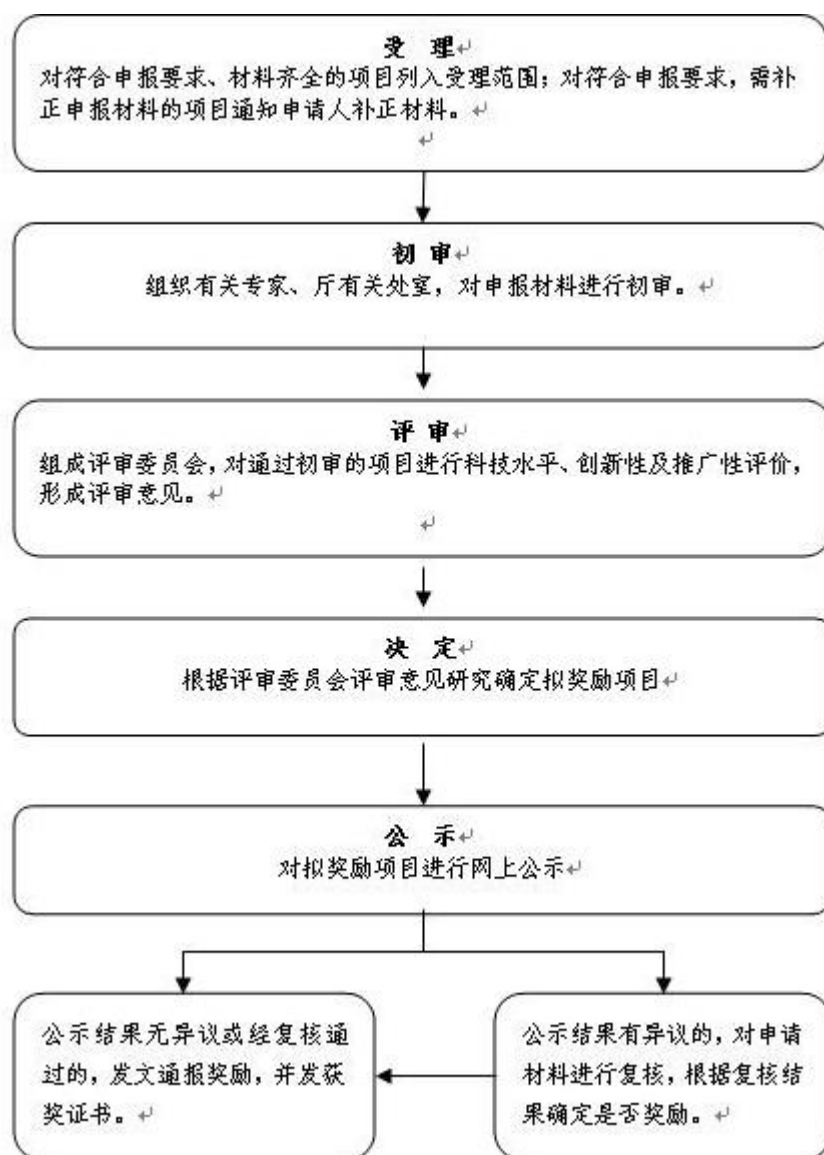 受 理
对符合申报要求、材料齐全的项目列入受理范围；对符合申报要求，需补
正申报材料的项目通知申请人补正材料。
初 审
组织有关专家、厅有关处室，对申报材料进行初审。
评 审
组成评审委员会，对通过初审的项目进行科技水平、创新性及推广性评价，
形成评审意见。
决 定
根据评审委员会评审意见研究确定拟奖励项目
公 示
对拟奖励项目进行网上公示
公示结果无异议或经复核通
过的，发文通报奖励，并发获
奖证书。
公示结果有异议的，对申请
材料进行复核，根据复核结
果确定是否奖励。